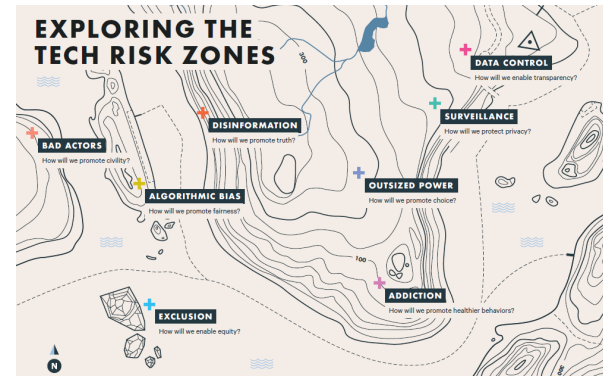 EXPLORING THE
TECH RISK ZONES
300
DATA CONTROL
How will we enable transparency?
SURVEILLANCE
How will we protect privacy?
DISINFORMATION
How will we promote truth?
BAD ACTORS
How will we promote civility?
OUTSIZED POWER
How will we promote choice?
ALGORITHMIC BIAS
How will we promote fairness?
100
ADDICTION
How will we promote healthier behaviors?
EXCLUSION
How will we enable equity?
N
300